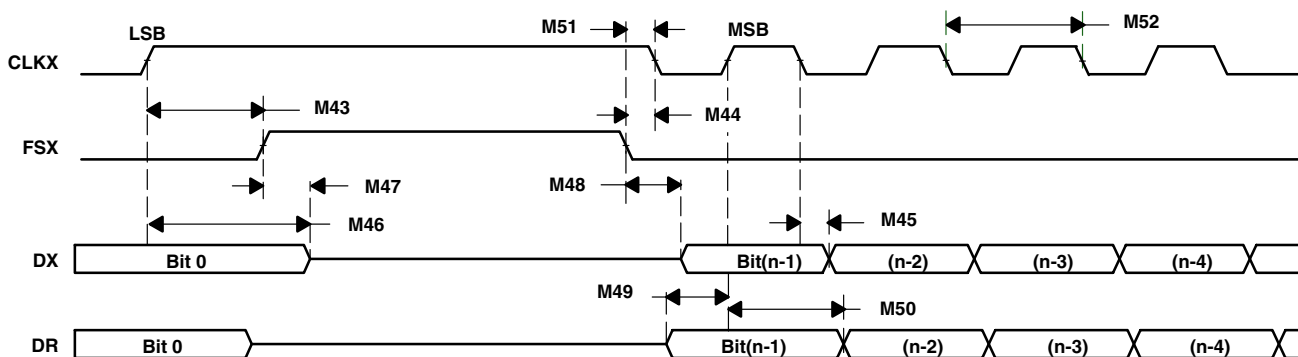 LSB
M51
MSB
M52
CLKX
M43
M44
FSX
M47
M48
M46
M45
DX
Bit 0
Bit(n-1)
(n-2)
(n-3)
(n-4)
M49
M50
DR
Bit 0
Bit(n-1)
(n-2)
(n-3)
(n-4)